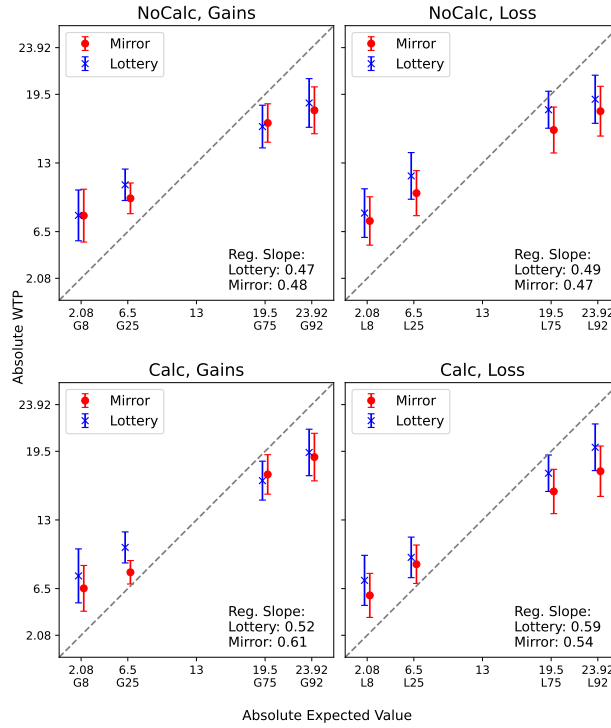 NoCalc, Gains
23.92
19.5
13
6.5
2.08
Mirror
Lottery
Reg. Slope:
Lottery: 0.47
Mirror: 0.48
2.08 6.5 13 19.5 23.92
G8 G25 G75 G92
NoCalc, Loss
Mirror
Lottery
Reg. Slope:
Lottery: 0.49
Mirror: 0.47
2.08 6.5 13 19.5 23.92
L8 L25 L75 L92
Absolute WTP
Calc, Gains
23.92
19.5
13
6.5
2.08
Mirror
Lottery
Reg. Slope:
Lottery: 0.52
Mirror: 0.61
2.08 6.5 13 19.5 23.92
G8 G25 G75 G92
Calc, Loss
Mirror
Lottery
Reg. Slope:
Lottery: 0.59
Mirror: 0.54
2.08 6.5 13 19.5 23.92
L8 L25 L75 L92
Absolute Expected Value